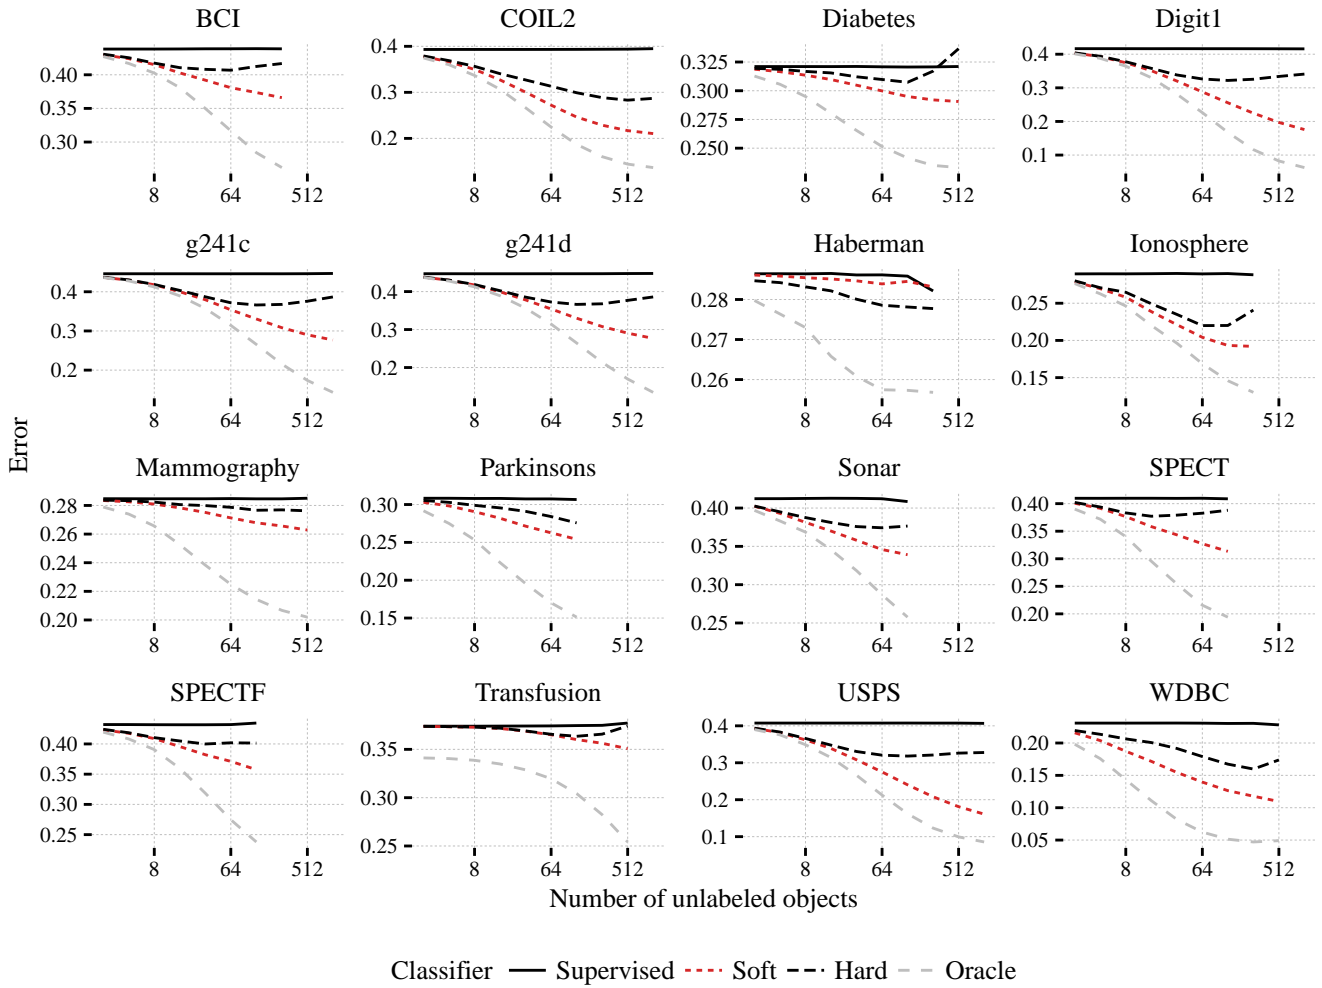 BCI COIL2 Diabetes Digit1
0.40 0.35 0.30
0.4 0.3 0.2
0.325 0.300 0.275 0.250
0.4 0.3 0.2 0.1
8 64 512 8 64 512 8 64 512 8 64 512
g241c g241d Haberman Ionosphere
0.4 0.3 0.2
0.4 0.3 0.2
0.28 0.27 0.26
0.25 0.20 0.15
8 64 512 8 64 512 8 64 512 8 64 512
Error
Mammography Parkinsons Sonar SPECT
0.28 0.26 0.24 0.22 0.20
0.30 0.25 0.20 0.15
0.40 0.35 0.30 0.25
0.40 0.35 0.30 0.25 0.20
8 64 512 8 64 512 8 64 512 8 64 512
SPECTF Transfusion USPS WDBC
0.40 0.35 0.30 0.25
0.35 0.30 0.25
0.4 0.3 0.2 0.1
0.20 0.15 0.10 0.05
8 64 512 8 64 512 8 64 512 8 64 512
Number of unlabeled objects
Classifier Supervised Soft Hard Oracle